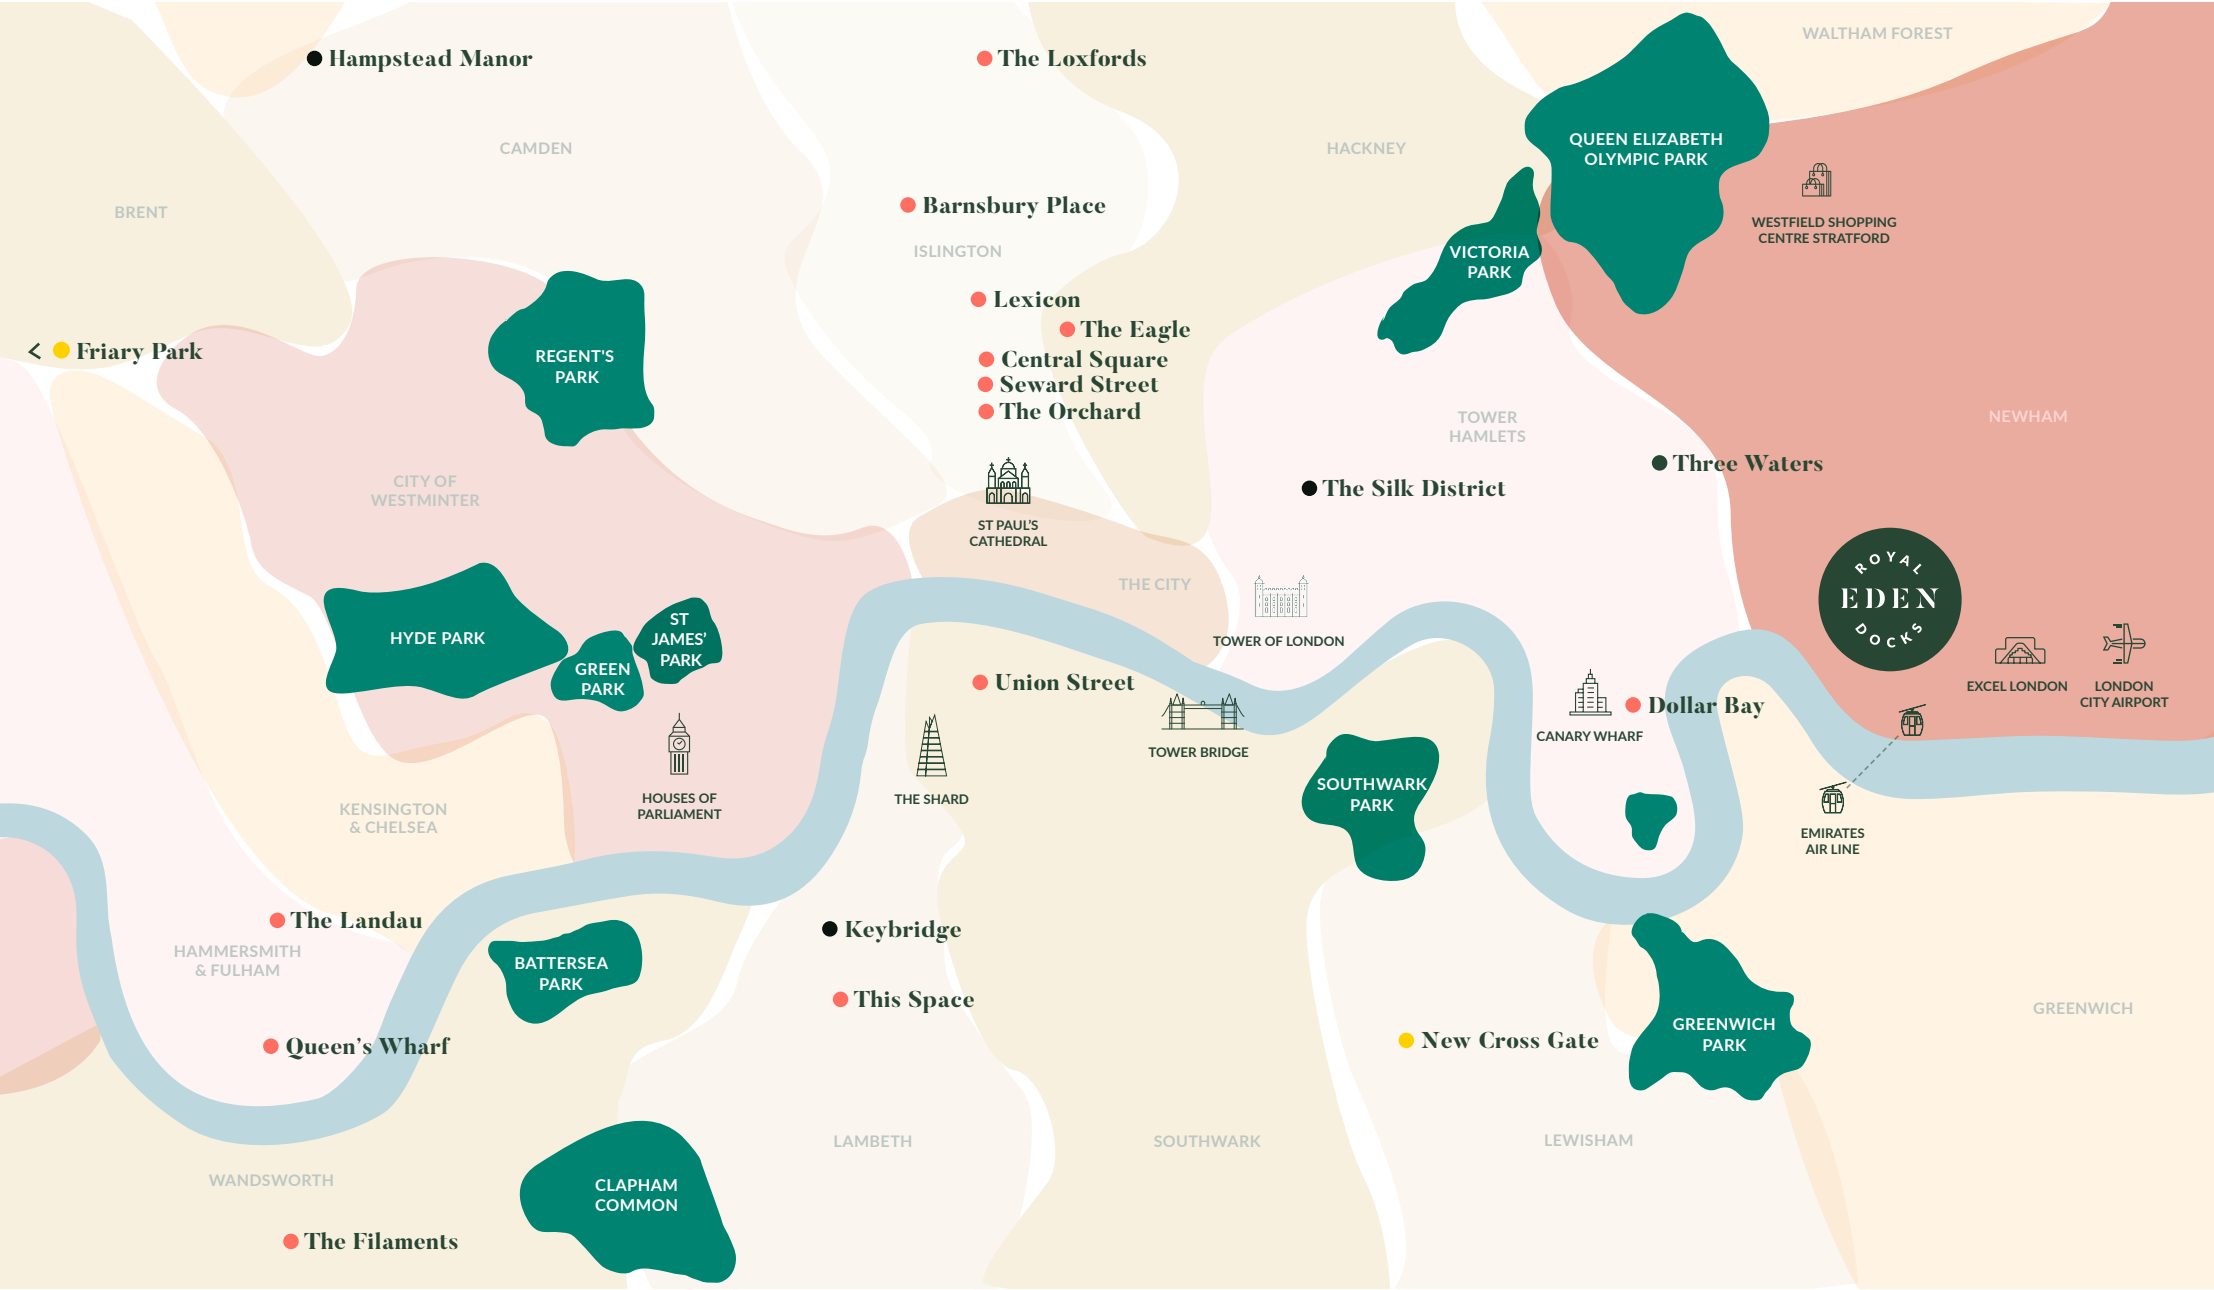 WALTHAM FOREST
Hampstead Manor
The Loxfords
CAMDEN
HACKNEY
QUEEN ELIZABETH
OLYMPIC PARK
BRENT
Barnsbury Place
ISLINGTON
VICTORIA
PARK
WESTFIELD SHOPPING
CENTRE STRATFORD
Lexicon
The Eagle
< Friary Park
REGENT'S
PARK
Central Square
Seward Street
The Orchard
TOWER
HAMLETS
NEWHAM
CITY OF
WESTMINTER
Three Waters
The Silk District
ST PAUL'S
CATHEDRAL
THE CITY
ROYAL
EDEN
DOCKS
HYDE PARK
ST
JAMES’
PARK
GREEN
PARK
TOWER OF LONDON
Union Street
EXCEL LONDON
LONDON
CITY AIRPORT
Dollar Bay
CANARY WHARF
TOWER BRIDGE
HOUSES OF
PARLIAMENT
THE SHARD
SOUTHWARK
PARK
KENSINGTON
& CHELSEA
EMIRATES
AIR LINE
The Landau
Keybridge
HAMMERSMITH
& FULHAM
BATTERSEA
PARK
This Space
GREENWICH
Queen’s Wharf
New Cross Gate
GREENWICH
PARK
LAMBETH
SOUTHWARK
LEWISHAM
WANDSWORTH
CLAPHAM
COMMON
The Filaments